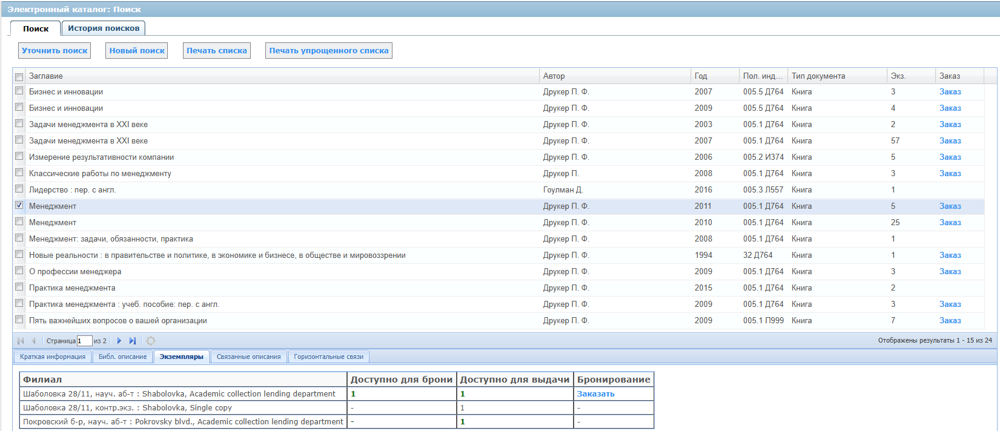 Электронный каталог: Поиск
Поиск История поисков
Уточнить поиск Новый поиск Печать списка Печать упрощенного списка
Заглавие Автор Год Пол. инд... Тип документа Экз. Заказ
Бизнес и инновации Друкер П. Ф. 2007 005.5 Д764 Книга 3 Заказ
Бизнес и инновации Друкер П. Ф. 2009 005.5 Д764 Книга 4 Заказ
Задачи менеджмента в XXI веке Друкер П. Ф. 2003 005.1 Д764 Книга 2 Заказ
Задачи менеджмента в XXI веке Друкер П. Ф. 2007 005.1 Д764 Книга 57 Заказ
Измерение результативности компании Друкер П. Ф. 2006 005.2 И374 Книга 5 Заказ
Классические работы по менеджменту Друкер П. 2008 005.1 Д764 Книга 3 Заказ
Лидерство : пер. с англ. Гоулман Д. 2016 005.3 Л557 Книга 1
Менеджмент Друкер П. Ф. 2011 005.1 Д764 Книга 5 Заказ
Менеджмент Друкер П. Ф. 2010 005.1 Д764 Книга 25 Заказ
Менеджмент: задачи, обязанности, практика Друкер П. Ф. 2008 005.1 Д764 Книга 1
Новые реальности : в правительстве и политике, в экономике и бизнесе, в обществе и мировоззрении Друкер П. Ф. 1994 32 Д764 Книга 1 Заказ
О профессии менеджера Друкер П. Ф. 2009 005.1 Д764 Книга 3 Заказ
Практика менеджмента Друкер П. Ф. 2015 005.1 Д764 Книга 2
Практика менеджмента : учеб. пособие: пер. с англ. Друкер П. Ф. 2009 005.1 Д764 Книга 3 Заказ
Пять важнейших вопросов о вашей организации Друкер П. Ф. 2009 005.1 П999 Книга 7 Заказ
Страница 1 из 2 Отображены результаты 1 - 15 из 24
Краткая информация Библ. описание Экземпляры Связанные описания Горизонтальные связи
Филиал Доступно для брони Доступно для выдачи Бронирование
Шаболовка 28/11, науч. аб-т : Shabolovka, Academic collection lending department 1 1 Заказать
Шаболовка 28/11, контр.экз. : Shabolovka, Single copy - 1 -
Покровский б-р, науч. аб-т : Pokrovsky blvd., Academic collection lending department - 1 -